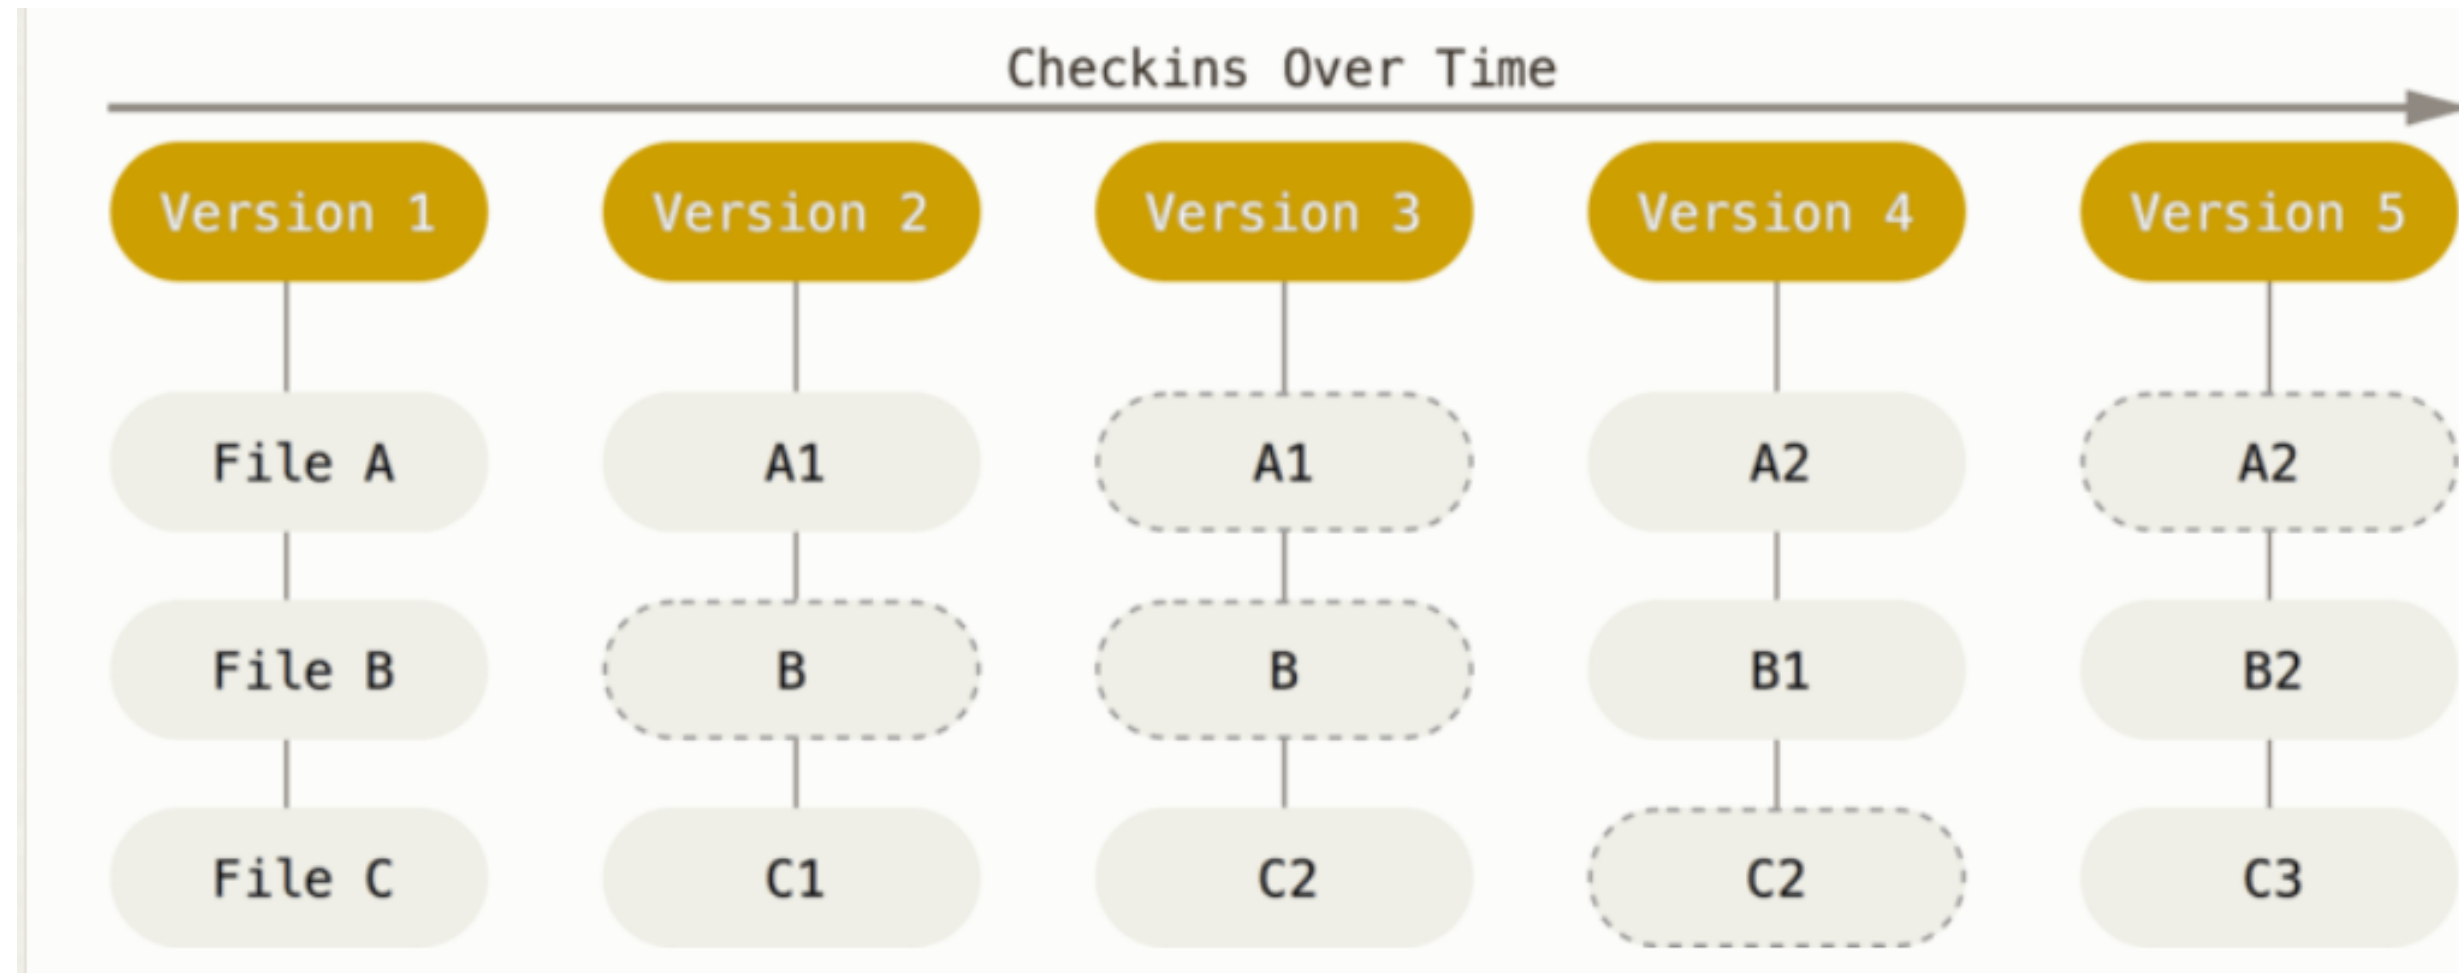 Checkins Over Time
Version 1 Version 2 Version 3 Version 4 Version 5
File A A1 A1 A2 A2
File B B B B1 B2
File C C1 C2 C2 C3